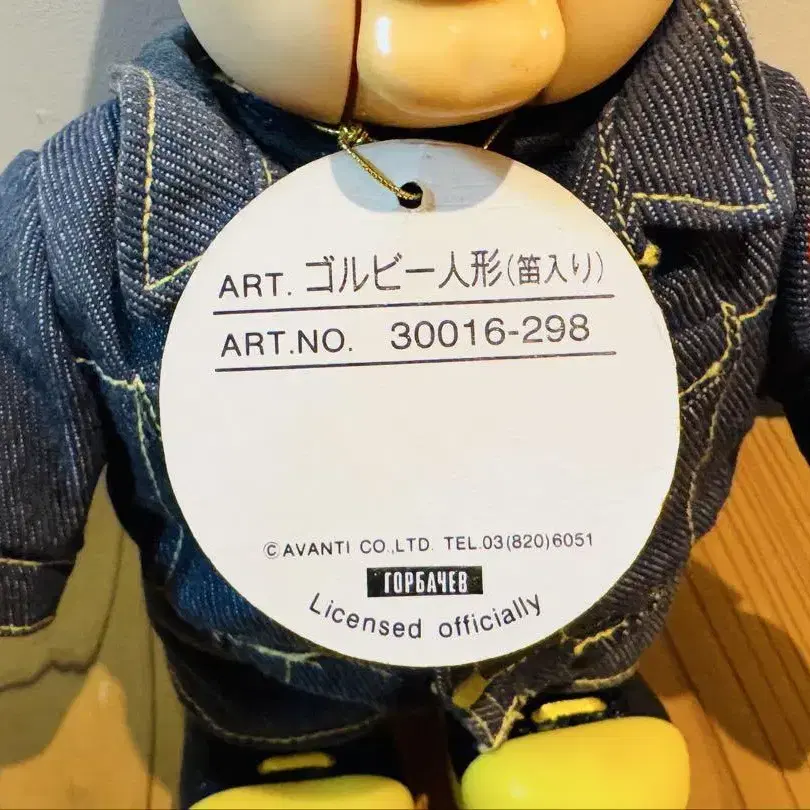 ART. ゴルビー人形(笛入り)
ART.NO. 30016-298
©AVANTI CO.,LTD. TEL.03(820)6051
ГОРБАЧЕВ
Licensed officially